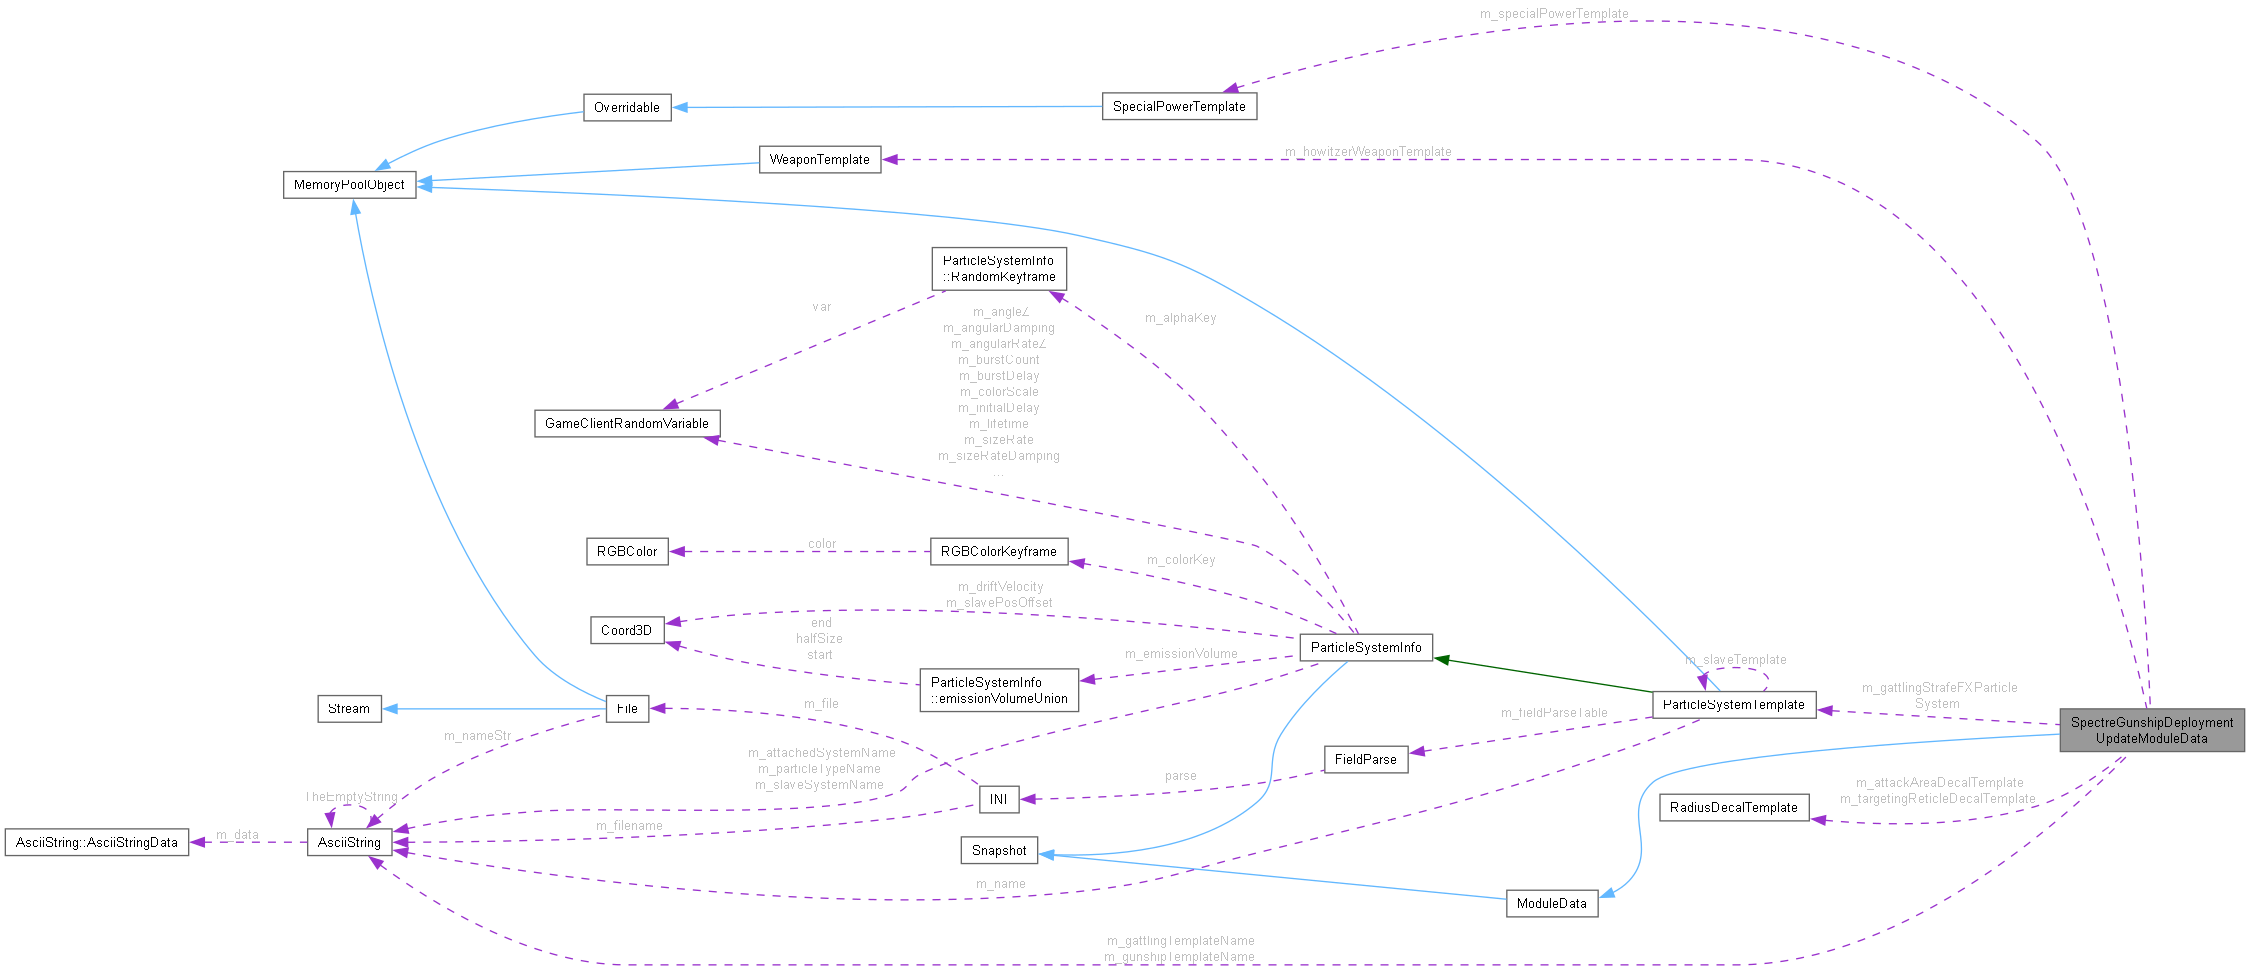 m_specialPowerTemplate
Overridable
SpecialPowerTemplate
m_howitzerWeaponTemplate
WeaponTemplate
MemoryPoolObject
ParticleSystemInfo
::RandomKeyframe
var
m_angleZ
m_angularDamping
m_angularRateZ
m_burstCount
m_burstDelay
m_colorScale
m_initialDelay
m_lifetime
m_sizeRate
m_sizeRateDamping
...
m_alphaKey
GameClientRandomVariable
RGBColor
color
RGBColorKeyframe
m_colorKey
m_driftVelocity
m_slavePosOffset
Coord3D
end
halfSize
start
ParticleSystemInfo
m_emissionVolume
ParticleSystemInfo
::emissionVolumeUnion
m_slaveTemplate
ParticleSystemTemplate
m_gattlingStrafeFXParticle
System
SpectreGunshipDeployment
UpdateModuleData
Stream
File
m_file
m_fieldParseTable
m_nameStr
m_attachedSystemName
m_particleTypeName
m_slaveSystemName
FieldParse
parse
INI
m_attackAreaDecalTemplate
m_targetingReticleDecalTemplate
RadiusDecalTemplate
TheEmptyString
m_filename
AsciiString::AsciiStringData
m_data
AsciiString
Snapshot
m_name
ModuleData
m_gattlingTemplateName
m_gunshipTemplateName